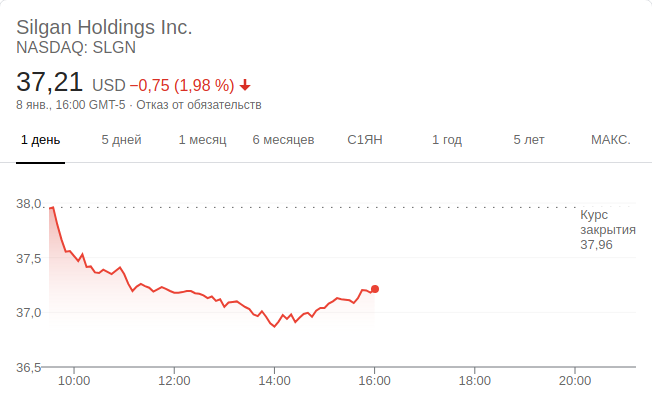 Silgan Holdings Inc.
NASDAQ: SLGN
37,21 USD −0,75 (1,98 %)
8 янв., 16:00 GMT-5 · Отказ от обязательств
1 день 5 дней 1 месяц 6 месяцев С1ЯН 1 год 5 лет МАКС.
38,0
Курс
закрытия
37,96
37,5
37,0
36,5
10:00 12:00 14:00 16:00 18:00 20:00